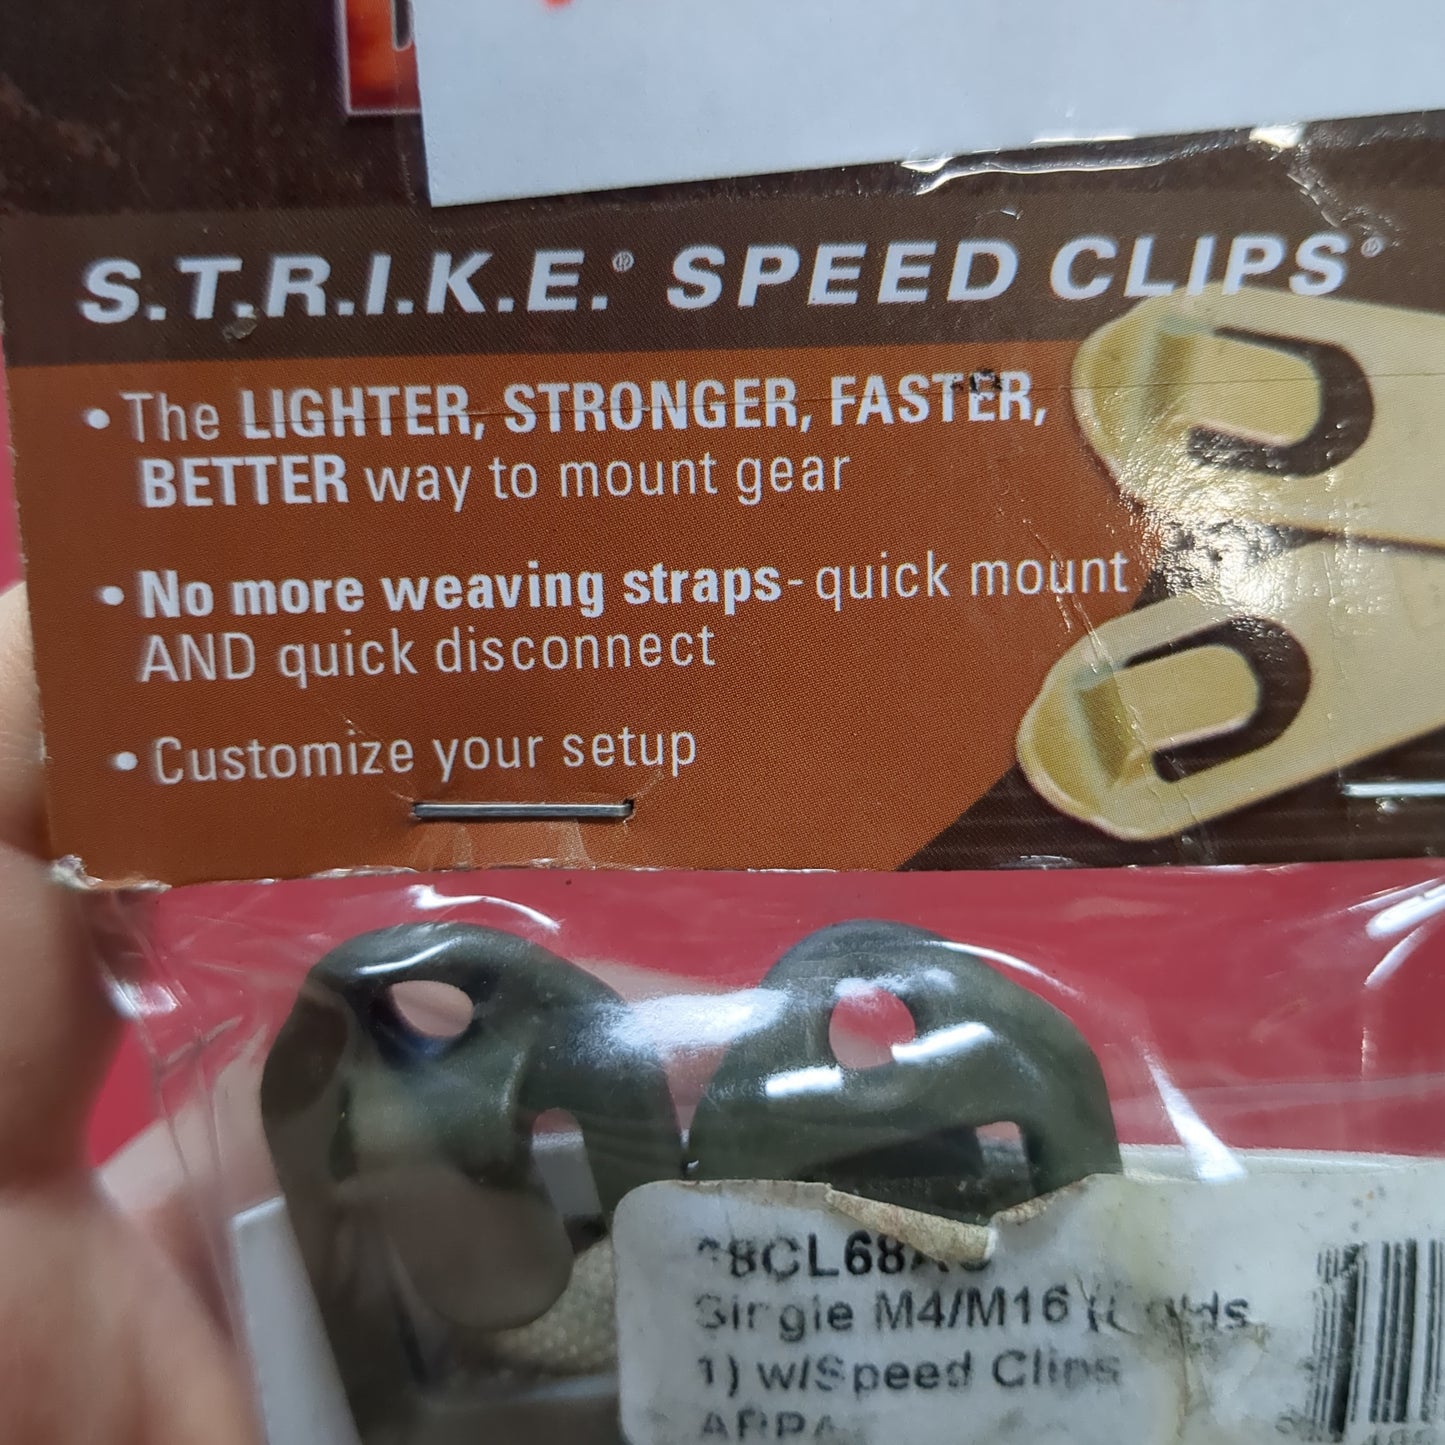 S.T.R.I.K.E.® SPEED CLIPS®
• The LIGHTER, STRONGER, FASTER,
BETTER way to mount gear
• No more weaving straps- quick mount
AND quick disconnect
• Customize your setup
Single M4/M16
1) w/Speed Clips